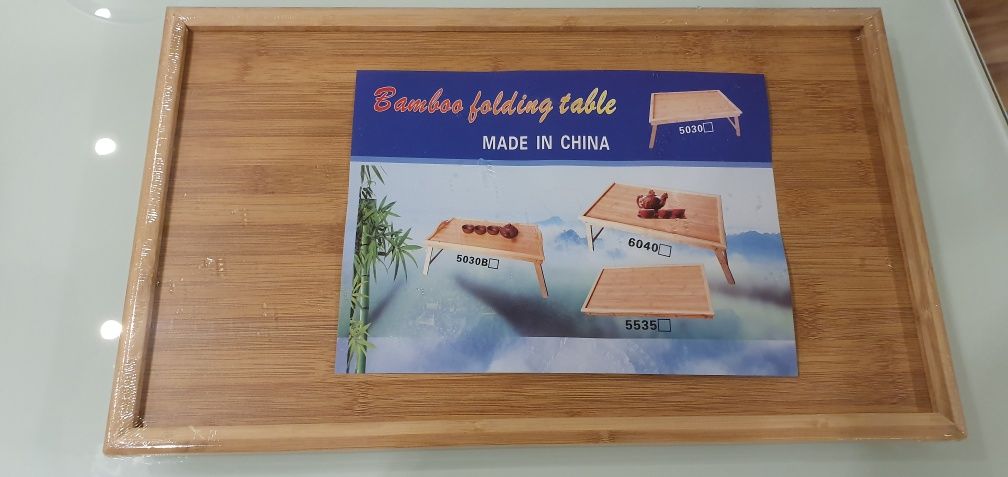 Bamboo folding table
MADE IN CHINA
5030□
5030B□
6040□
5535□